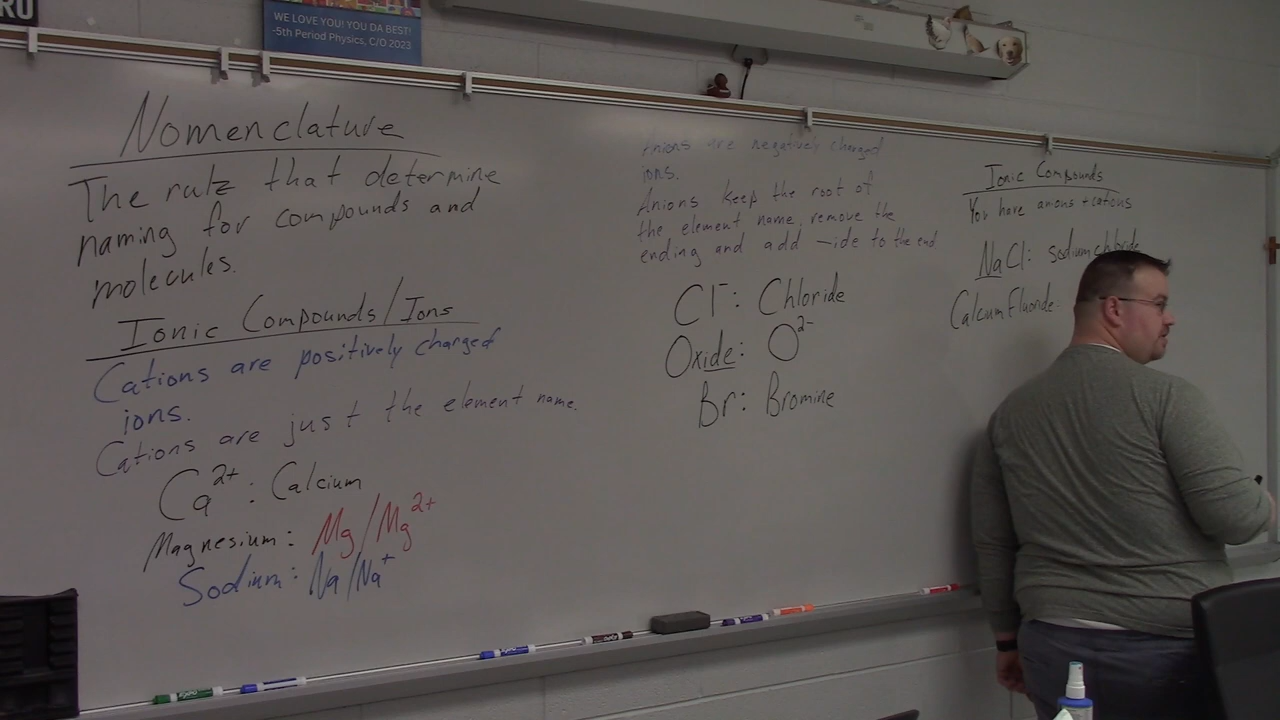 RU
WE LOVE YOU! YOU DA BEST!
-5th Period Physics, C/O 2023
Nomenclature
The rule that determine
naming for compounds and
molecules.
Ionic Compounds/Ions
Cations are positively charged
ions.
Cations are just the element name.
Ca²⁺: Calcium
Magnesium: Mg/Mg²⁺
Sodium: Na/Na⁺
Anions are negatively charged
ions.
Anions keep the root of
the element name, remove the
ending and add -ide to the end
Cl⁻: Chloride
Oxide: O²⁻
Br: Bromine
Ionic Compounds
You have anions + cations
NaCl: sodium chloride
Calcium Fluoride